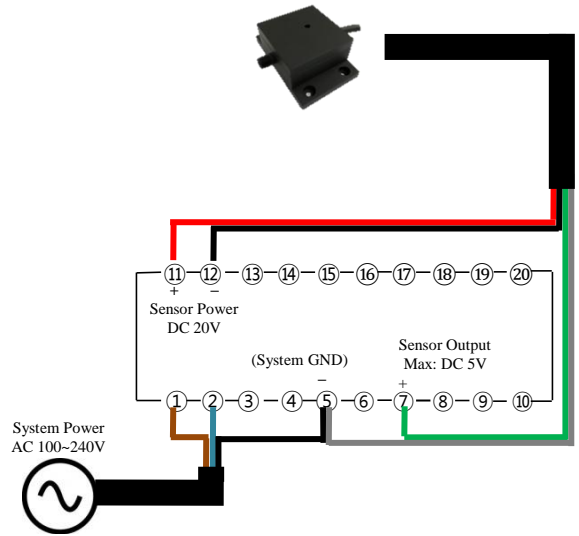 11 12 13 14 15 16 17 18 19 20
+ −
Sensor Power
DC 20V
Sensor Output
Max: DC 5V
(System GND)
− +
1 2 3 4 5 6 7 8 9 10
System Power
AC 100~240V